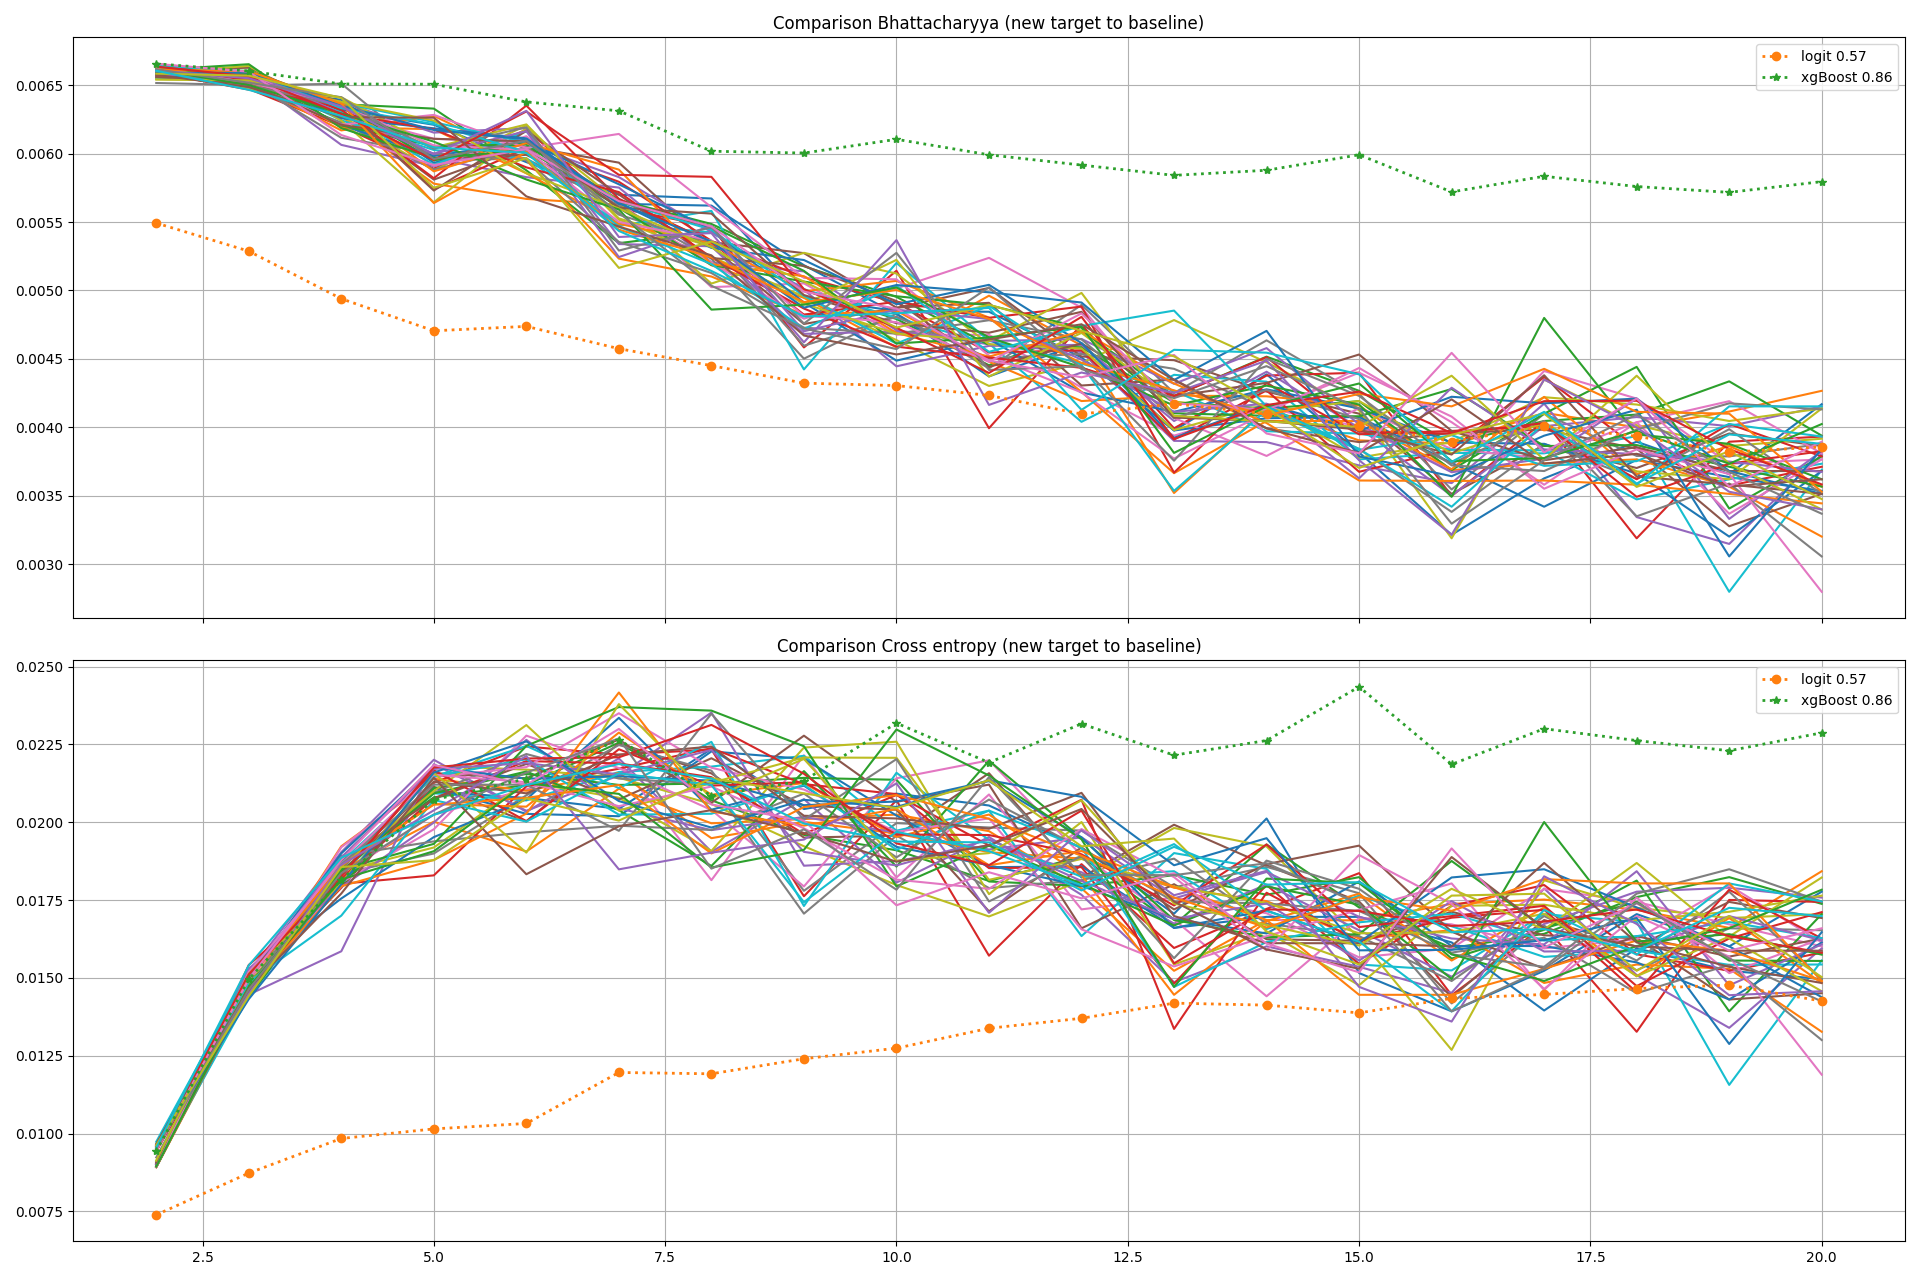 Comparison Bhattacharyya (new target to baseline)
logit 0.57
xgBoost 0.86
0.0065
0.0060
0.0055
0.0050
0.0045
0.0040
0.0035
0.0030
Comparison Cross entropy (new target to baseline)
logit 0.57
xgBoost 0.86
0.0250
0.0225
0.0200
0.0175
0.0150
0.0125
0.0100
0.0075
2.5 5.0 7.5 10.0 12.5 15.0 17.5 20.0